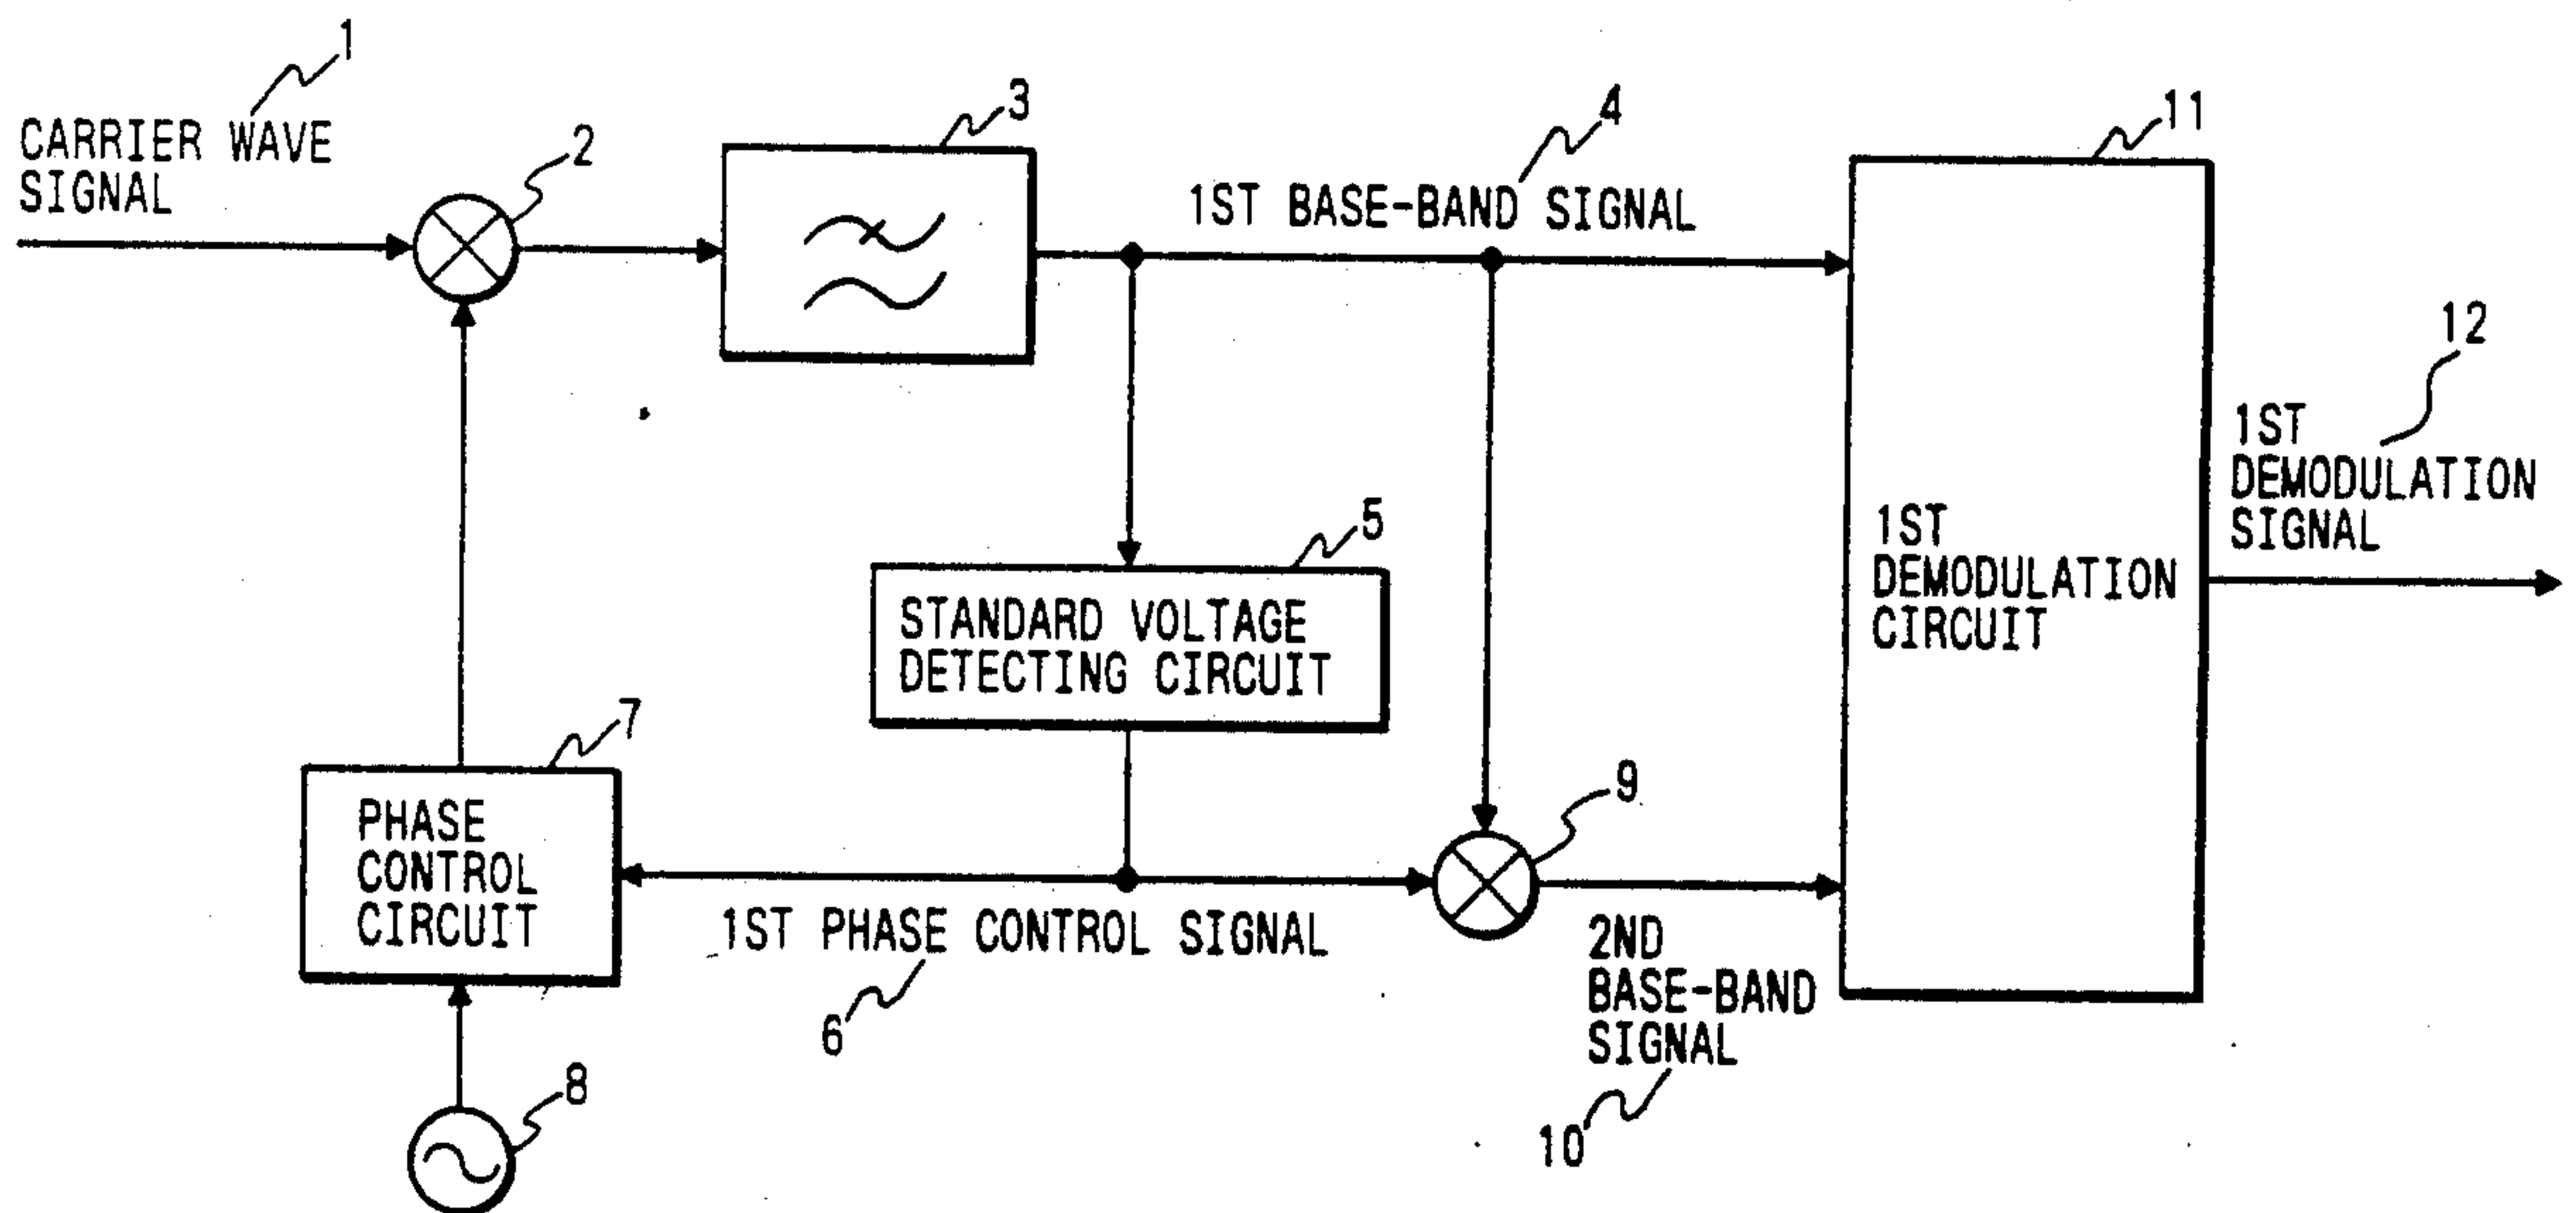 1
CARRIER WAVE
SIGNAL
2
3
4
1ST BASE-BAND SIGNAL
11
12
1ST
DEMODULATION
SIGNAL
5
STANDARD VOLTAGE
DETECTING CIRCUIT
1ST
DEMODULATION
CIRCUIT
7
PHASE
CONTROL
CIRCUIT
9
1ST PHASE CONTROL SIGNAL
6
2ND
BASE-BAND
SIGNAL
10
8